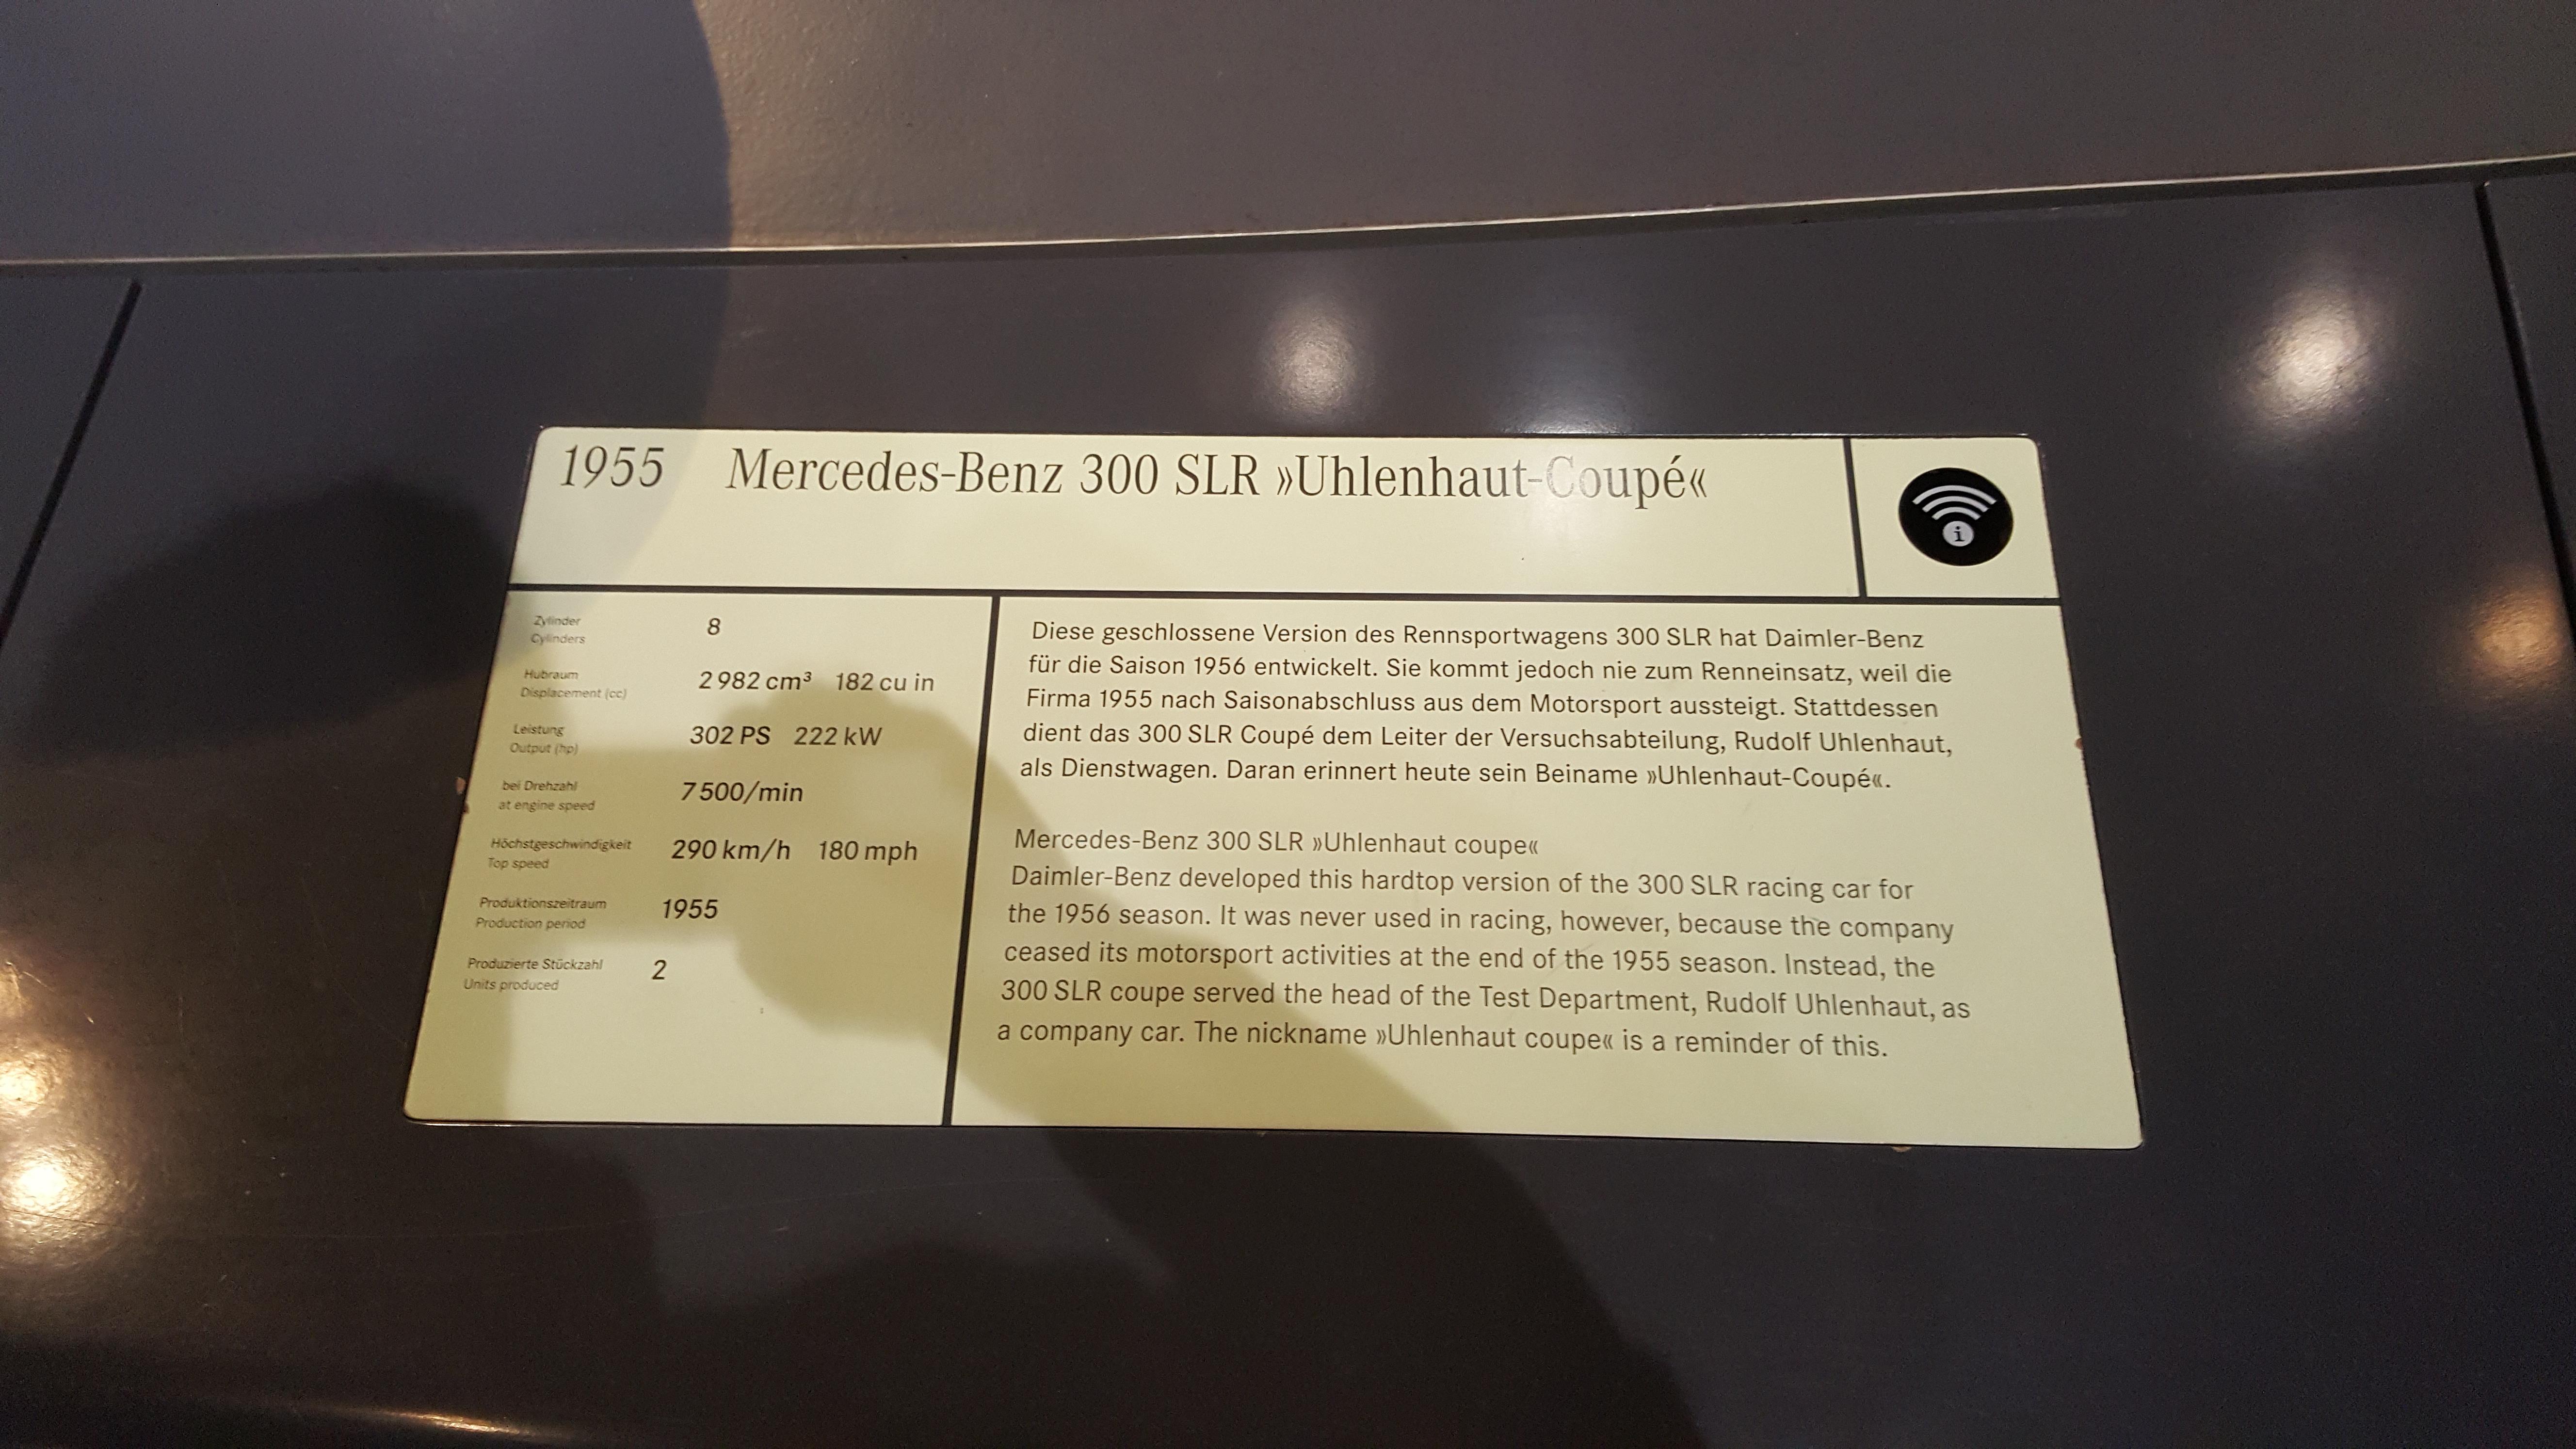 1955 Mercedes-Benz 300 SLR »Uhlenhaut-Coupé«
i
Zylinder 8
Cylinders
Hubraum 2 982 cm³ 182 cu in
Displacement (cc)
Leistung 302 PS 222 kW
Output (hp)
bei Drehzahl 7 500/min
at engine speed
Höchstgeschwindigkeit 290 km/h 180 mph
Top speed
Produktionszeitraum 1955
Production period
Produzierte Stückzahl 2
Units produced
Diese geschlossene Version des Rennsportwagens 300 SLR hat Daimler-Benz
für die Saison 1956 entwickelt. Sie kommt jedoch nie zum Renneinsatz, weil die
Firma 1955 nach Saisonabschluss aus dem Motorsport aussteigt. Stattdessen
dient das 300 SLR Coupé dem Leiter der Versuchsabteilung, Rudolf Uhlenhaut,
als Dienstwagen. Daran erinnert heute sein Beiname »Uhlenhaut-Coupé«.
Mercedes-Benz 300 SLR »Uhlenhaut coupe«
Daimler-Benz developed this hardtop version of the 300 SLR racing car for
the 1956 season. It was never used in racing, however, because the company
ceased its motorsport activities at the end of the 1955 season. Instead, the
300 SLR coupe served the head of the Test Department, Rudolf Uhlenhaut, as
a company car. The nickname »Uhlenhaut coupe« is a reminder of this.